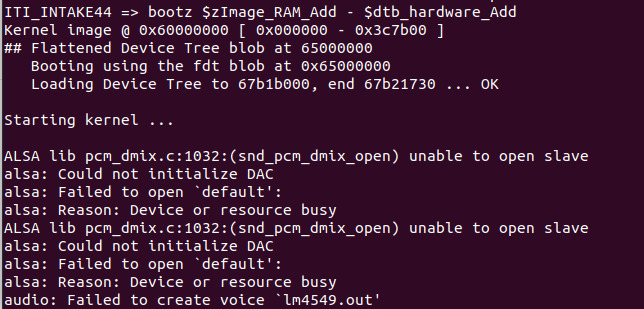 ITI_INTAKE44 => bootz $zImage_RAM_Add - $dtb_hardware_Add
Kernel image @ 0x60000000 [ 0x000000 - 0x3c7b00 ]
## Flattened Device Tree blob at 65000000
   Booting using the fdt blob at 0x65000000
   Loading Device Tree to 67b1b000, end 67b21730 ... OK

Starting kernel ...

ALSA lib pcm_dmix.c:1032:(snd_pcm_dmix_open) unable to open slave
alsa: Could not initialize DAC
alsa: Failed to open `default':
alsa: Reason: Device or resource busy
ALSA lib pcm_dmix.c:1032:(snd_pcm_dmix_open) unable to open slave
alsa: Could not initialize DAC
alsa: Failed to open `default':
alsa: Reason: Device or resource busy
audio: Failed to create voice `lm4549.out'